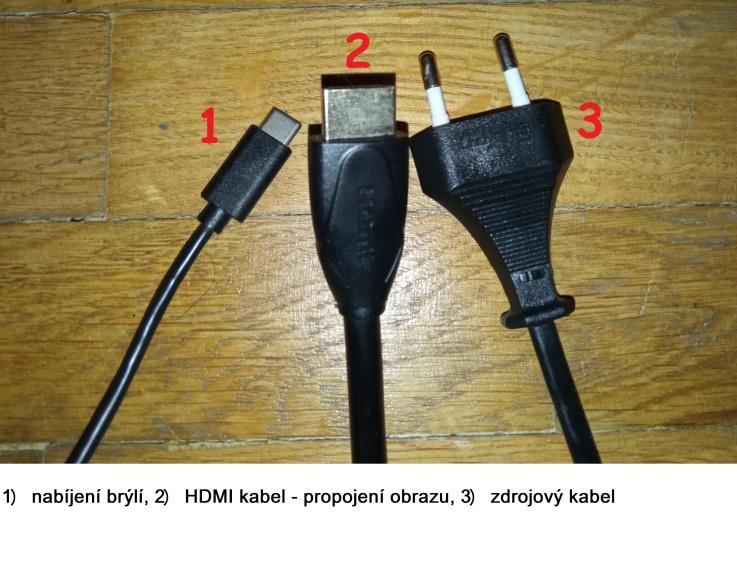 2
1
3
1) nabíjení brýlí, 2) HDMI kabel - propojení obrazu, 3) zdrojový kabel